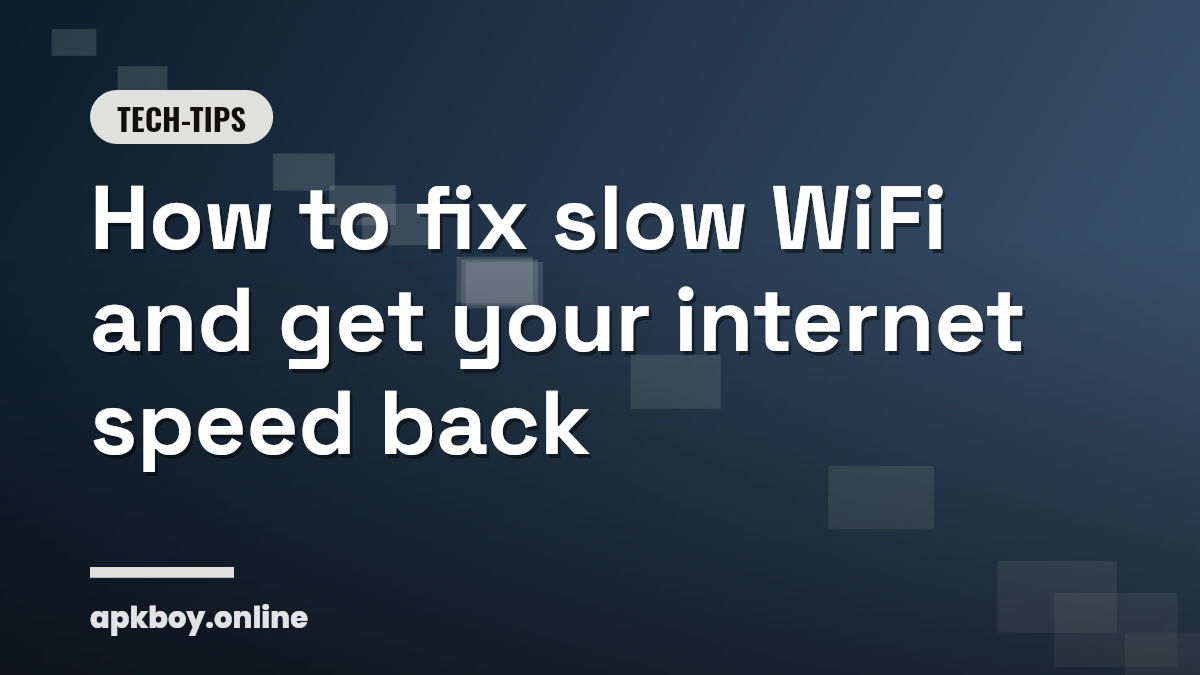 TECH-TIPS
How to fix slow WiFi
and get your internet
speed back
apkboy.online